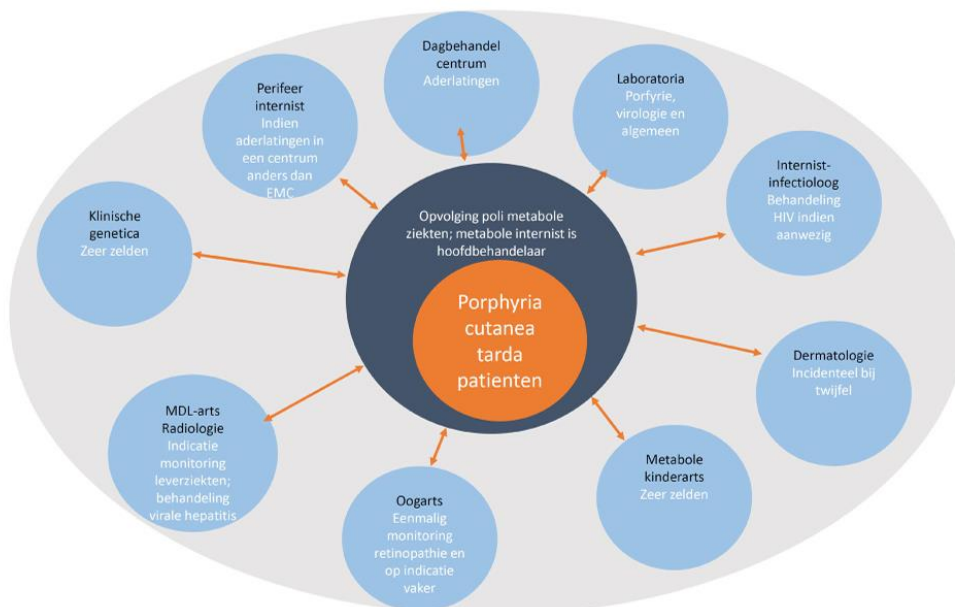 Dagbehandel
centrum
Aderlatingen
Perifeer
internist
Indien
aderlatingen in
een centrum
anders dan
EMC
Laboratoria
Porfyrie,
virologie en
algemeen
Internist-
infectioloog
Behandeling
HIV indien
aanwezig
Klinische
genetica
Zeer zelden
Opvolging poli metabole
ziekten; metabole internist is
hoofdbehandelaar
Porphyria
cutanea
tarda
patienten
Dermatologie
Incidenteel bij
twijfel
MDL-arts
Radiologie
Indicatie
monitoring
leverziekten;
behandeling
virale hepatitis
Metabole
kinderarts
Zeer zelden
Oogarts
Eenmalig
monitoring
retinopathie en
op indicatie
vaker